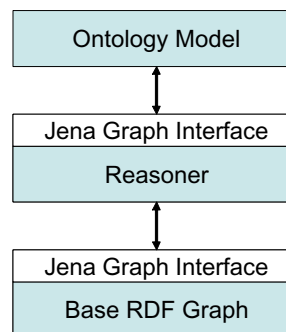 Ontology Model
Jena Graph Interface
Reasoner
Jena Graph Interface
Base RDF Graph